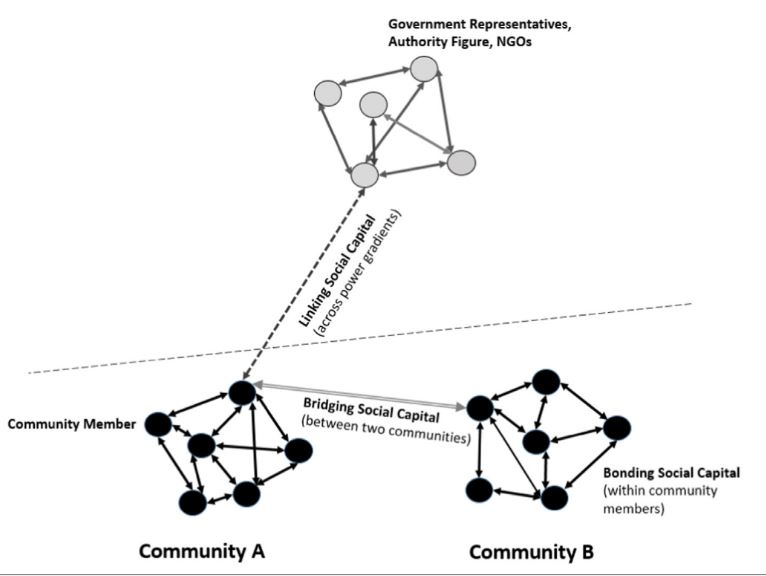 Government Representatives,
Authority Figure, NGOs
Linking Social Capital
(across power gradients)
Bridging Social Capital
(between two communities)
Community Member
Bonding Social Capital
(within community
members)
Community A
Community B